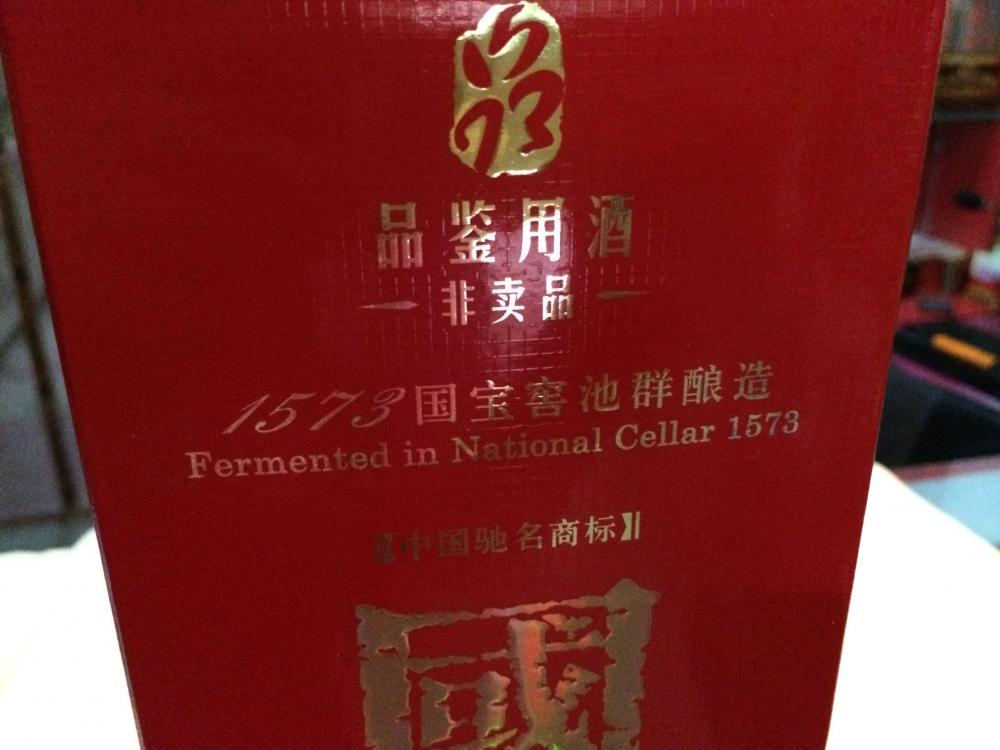 品
品鉴用酒
非卖品
1573国宝窖池群酿造
Fermented in National Cellar 1573
【中国驰名商标】
國